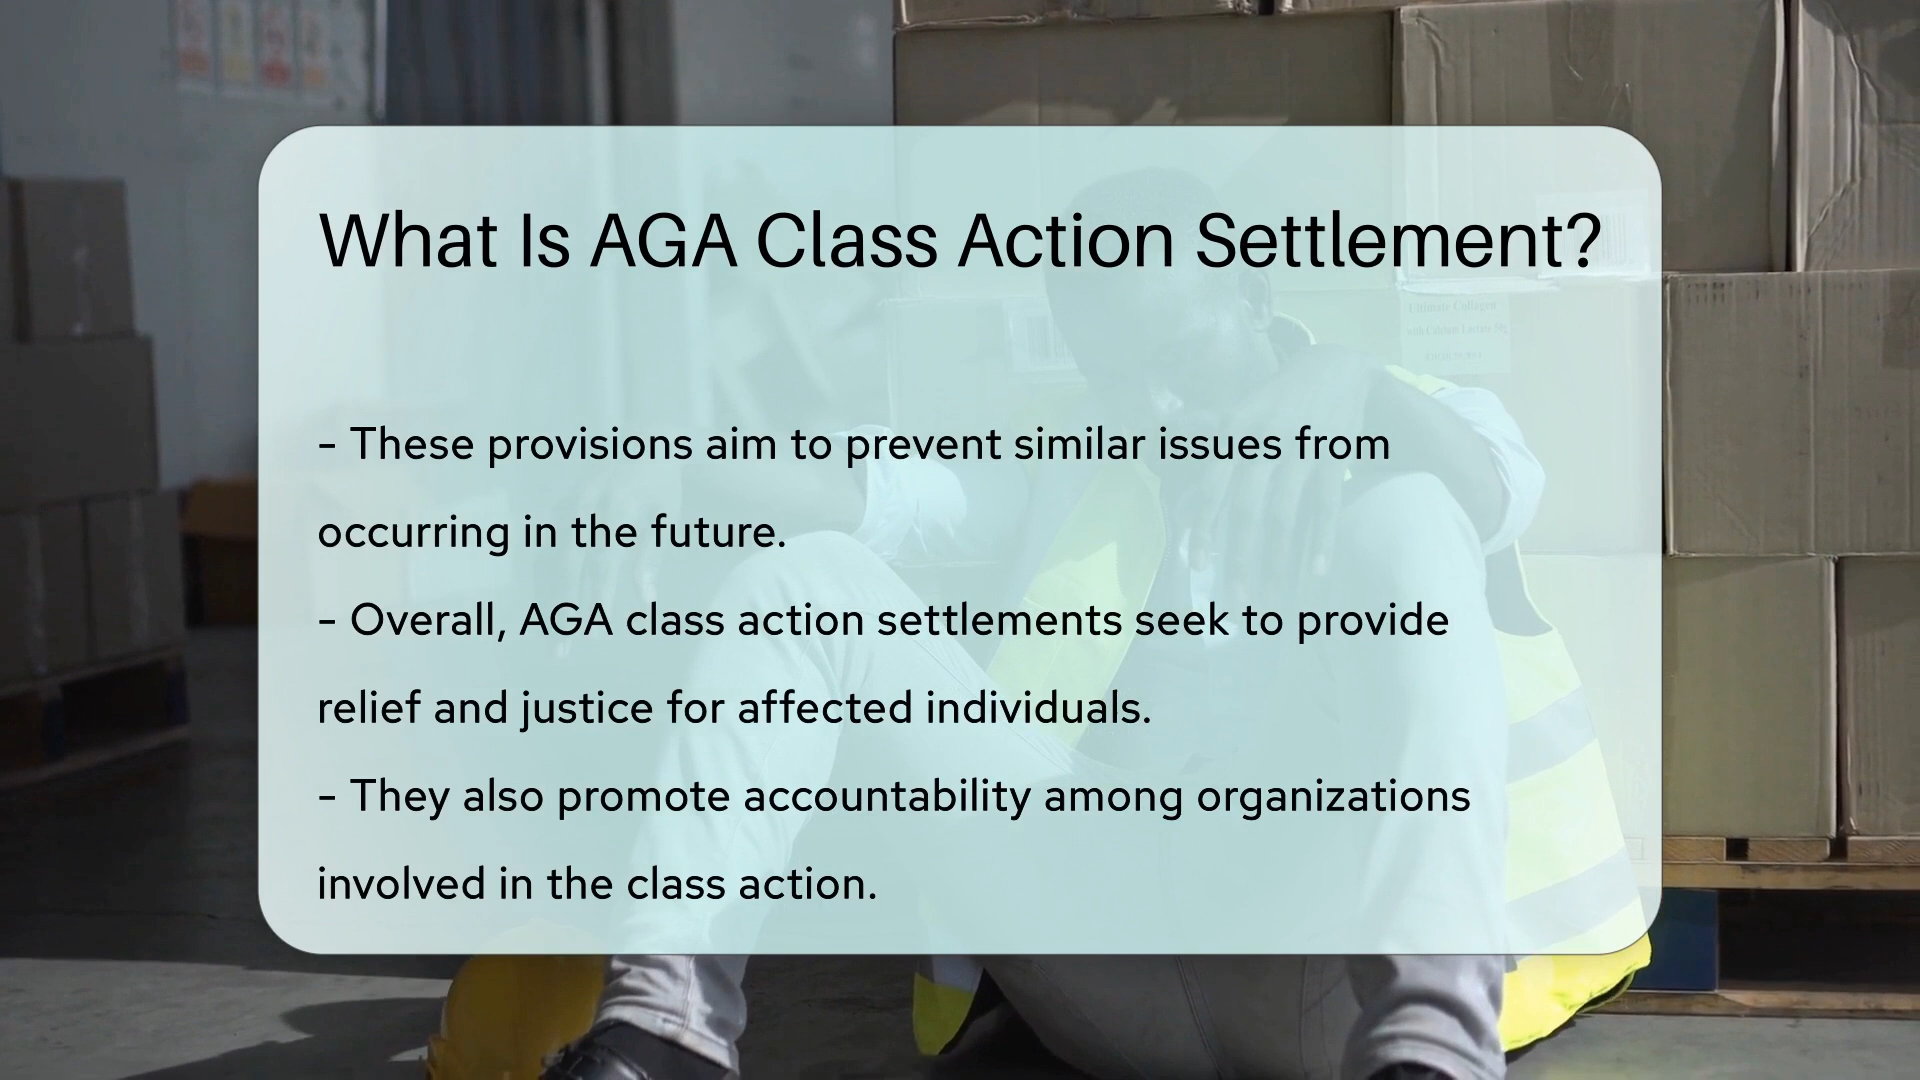 What Is AGA Class Action Settlement?
Ultimate Collagen
- These provisions aim to prevent similar issues from
occurring in the future.
- Overall, AGA class action settlements seek to provide
relief and justice for affected individuals.
- They also promote accountability among organizations
involved in the class action.